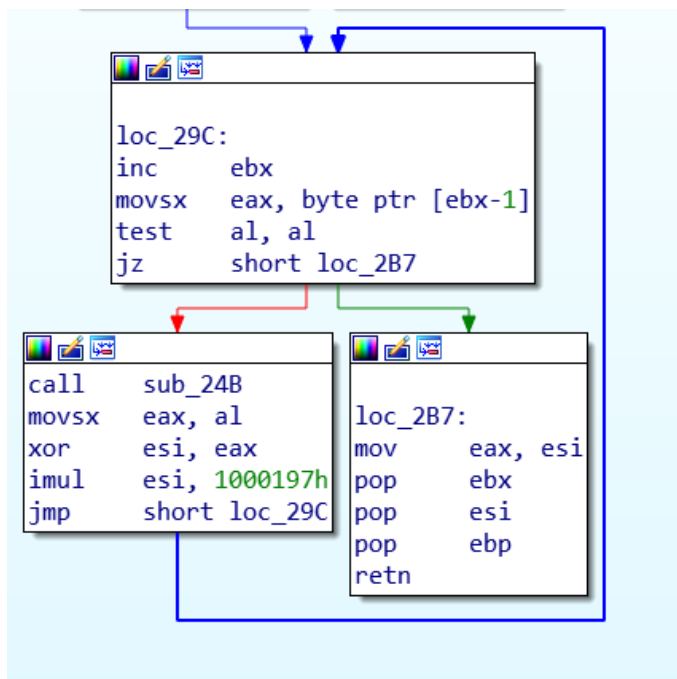 loc_29C:
inc ebx
movsx eax, byte ptr [ebx-1]
test al, al
jz short loc_2B7
call sub_24B
movsx eax, al
xor esi, eax
imul esi, 1000197h
jmp short loc_29C
loc_2B7:
mov eax, esi
pop ebx
pop esi
pop ebp
retn